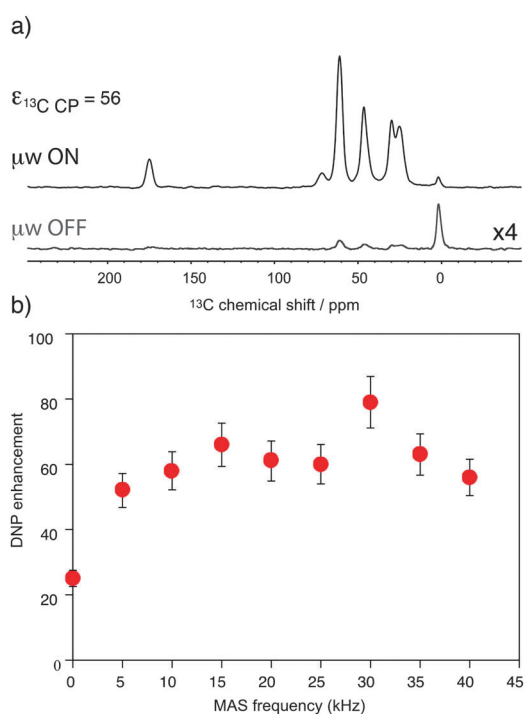 a)
ε13C CP = 56
μw ON
μw OFF
x4
200 150 100 50 0
13C chemical shift / ppm
b)
100
80
60
40
20
0
DNP enhancement
0 5 10 15 20 25 30 35 40 45
MAS frequency (kHz)